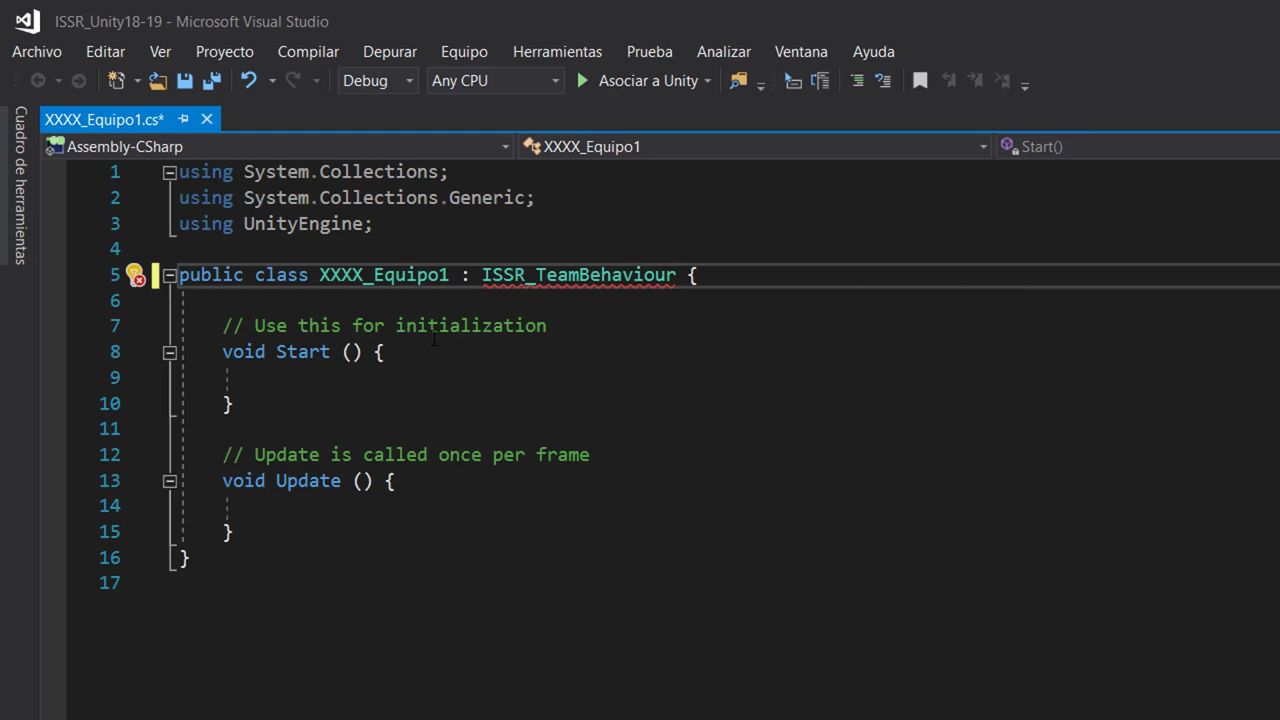 ISSR_Unity18-19 - Microsoft Visual Studio
Archivo Editar Ver Proyecto Compilar Depurar Equipo Herramientas Prueba Analizar Ventana Ayuda
Debug Any CPU Asociar a Unity
Cuadro de herramientas
XXXX_Equipo1.cs*
Assembly-CSharp XXXX_Equipo1 Start()
1 using System.Collections;
2 using System.Collections.Generic;
3 using UnityEngine;
4
5 public class XXXX_Equipo1 : ISSR_TeamBehaviour {
6
7 // Use this for initialization
8 void Start () {
9
10 }
11
12 // Update is called once per frame
13 void Update () {
14
15 }
16 }
17